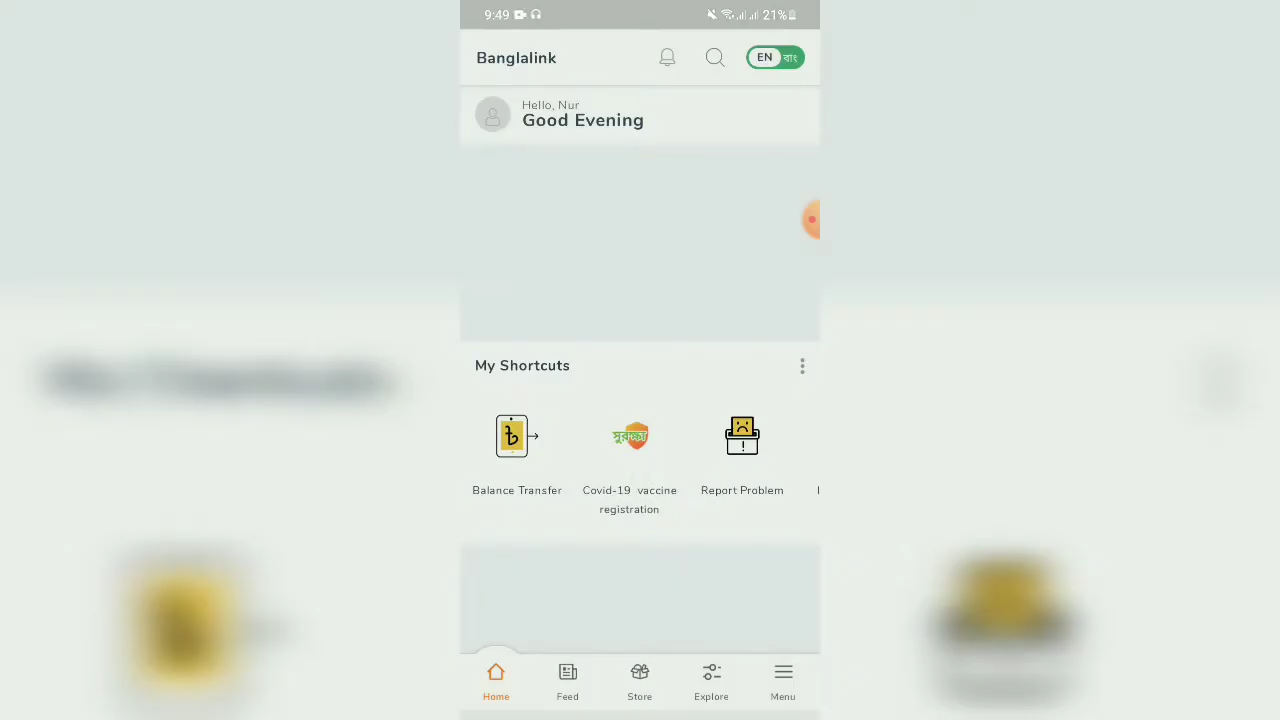 9:49 21%
Banglalink EN বাং
Hello, Nur
Good Evening
My Shortcuts
৳
সুরক্ষা
Balance Transfer Covid-19 vaccine registration Report Problem
Home Feed Store Explore Menu